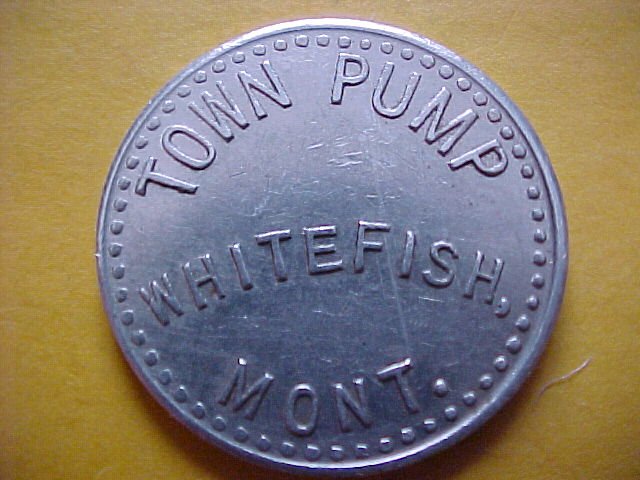 TOWN PUMP
WHITEFISH,
MONT.